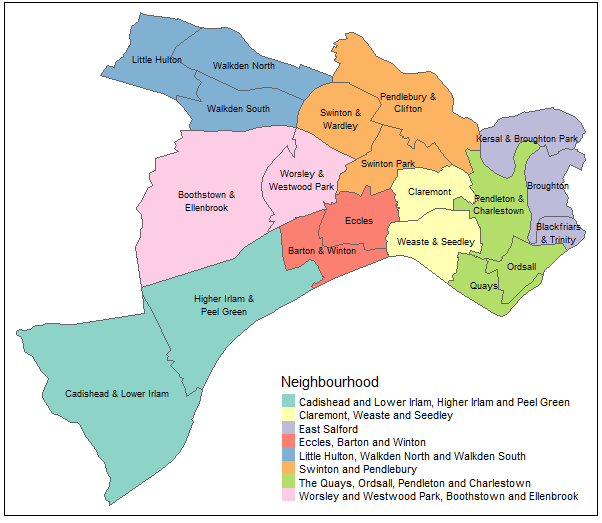 Little Hulton
Walkden North
Walkden South
Pendlebury &
Clifton
Swinton &
Wardley
Kersal & Broughton Park
Swinton Park
Worsley &
Westwood Park
Boothstown &
Ellenbrook
Claremont
Broughton
Pendleton &
Charlestown
Eccles
Blackfriars
& Trinity
Weaste & Seedley
Barton & Winton
Ordsall
Quays
Higher Irlam &
Peel Green
Cadishead & Lower Irlam
Neighbourhood
Cadishead and Lower Irlam, Higher Irlam and Peel Green
Claremont, Weaste and Seedley
East Salford
Eccles, Barton and Winton
Little Hulton, Walkden North and Walkden South
Swinton and Pendlebury
The Quays, Ordsall, Pendleton and Charlestown
Worsley and Westwood Park, Boothstown and Ellenbrook